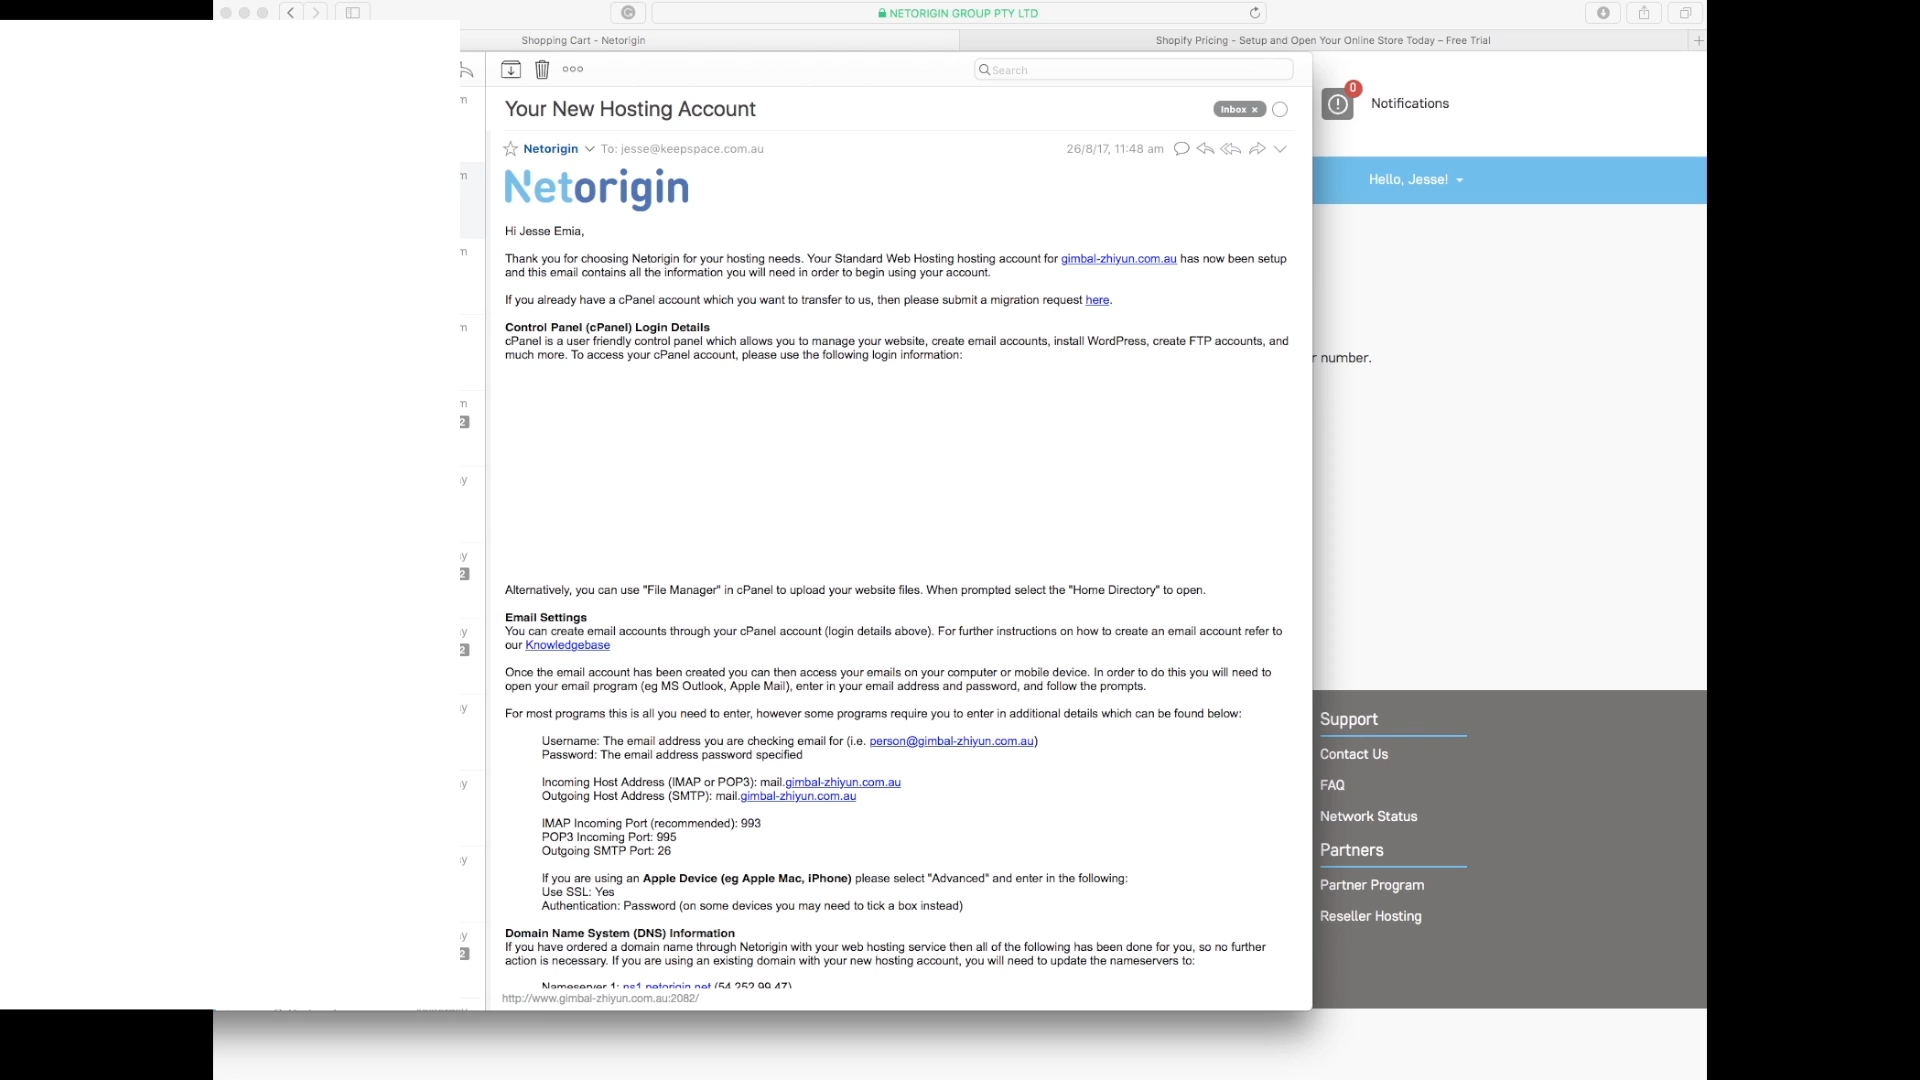 NETORIGIN GROUP PTY LTD
Shopping Cart - Netorigin
Shopify Pricing - Setup and Open Your Online Store Today – Free Trial
Search
Your New Hosting Account
Inbox ×
0
Notifications
Netorigin
To: jesse@keepspace.com.au
26/8/17, 11:48 am
Hello, Jesse!
Netorigin
Hi Jesse Emia,
Thank you for choosing Netorigin for your hosting needs. Your Standard Web Hosting hosting account for gimbal-zhiyun.com.au has now been setup
and this email contains all the information you will need in order to begin using your account.
If you already have a cPanel account which you want to transfer to us, then please submit a migration request here.
Control Panel (cPanel) Login Details
cPanel is a user friendly control panel which allows you to manage your website, create email accounts, install WordPress, create FTP accounts, and
much more. To access your cPanel account, please use the following login information:
r number.
Alternatively, you can use "File Manager" in cPanel to upload your website files. When prompted select the "Home Directory" to open.
Email Settings
You can create email accounts through your cPanel account (login details above). For further instructions on how to create an email account refer to
our Knowledgebase
Once the email account has been created you can then access your emails on your computer or mobile device. In order to do this you will need to
open your email program (eg MS Outlook, Apple Mail), enter in your email address and password, and follow the prompts.
For most programs this is all you need to enter, however some programs require you to enter in additional details which can be found below:
Username: The email address you are checking email for (i.e. person@gimbal-zhiyun.com.au)
Password: The email address password specified
Incoming Host Address (IMAP or POP3): mail.gimbal-zhiyun.com.au
Outgoing Host Address (SMTP): mail.gimbal-zhiyun.com.au
IMAP Incoming Port (recommended): 993
POP3 Incoming Port: 995
Outgoing SMTP Port: 26
If you are using an Apple Device (eg Apple Mac, iPhone) please select "Advanced" and enter in the following:
Use SSL: Yes
Authentication: Password (on some devices you may need to tick a box instead)
Domain Name System (DNS) Information
If you have ordered a domain name through Netorigin with your web hosting service then all of the following has been done for you, so no further
action is necessary. If you are using an existing domain with your new hosting account, you will need to update the nameservers to:
Nameserver 1: ns1.netorigin.net (54.252.99.47)
http://www.gimbal-zhiyun.com.au:2082/
Support
Contact Us
FAQ
Network Status
Partners
Partner Program
Reseller Hosting